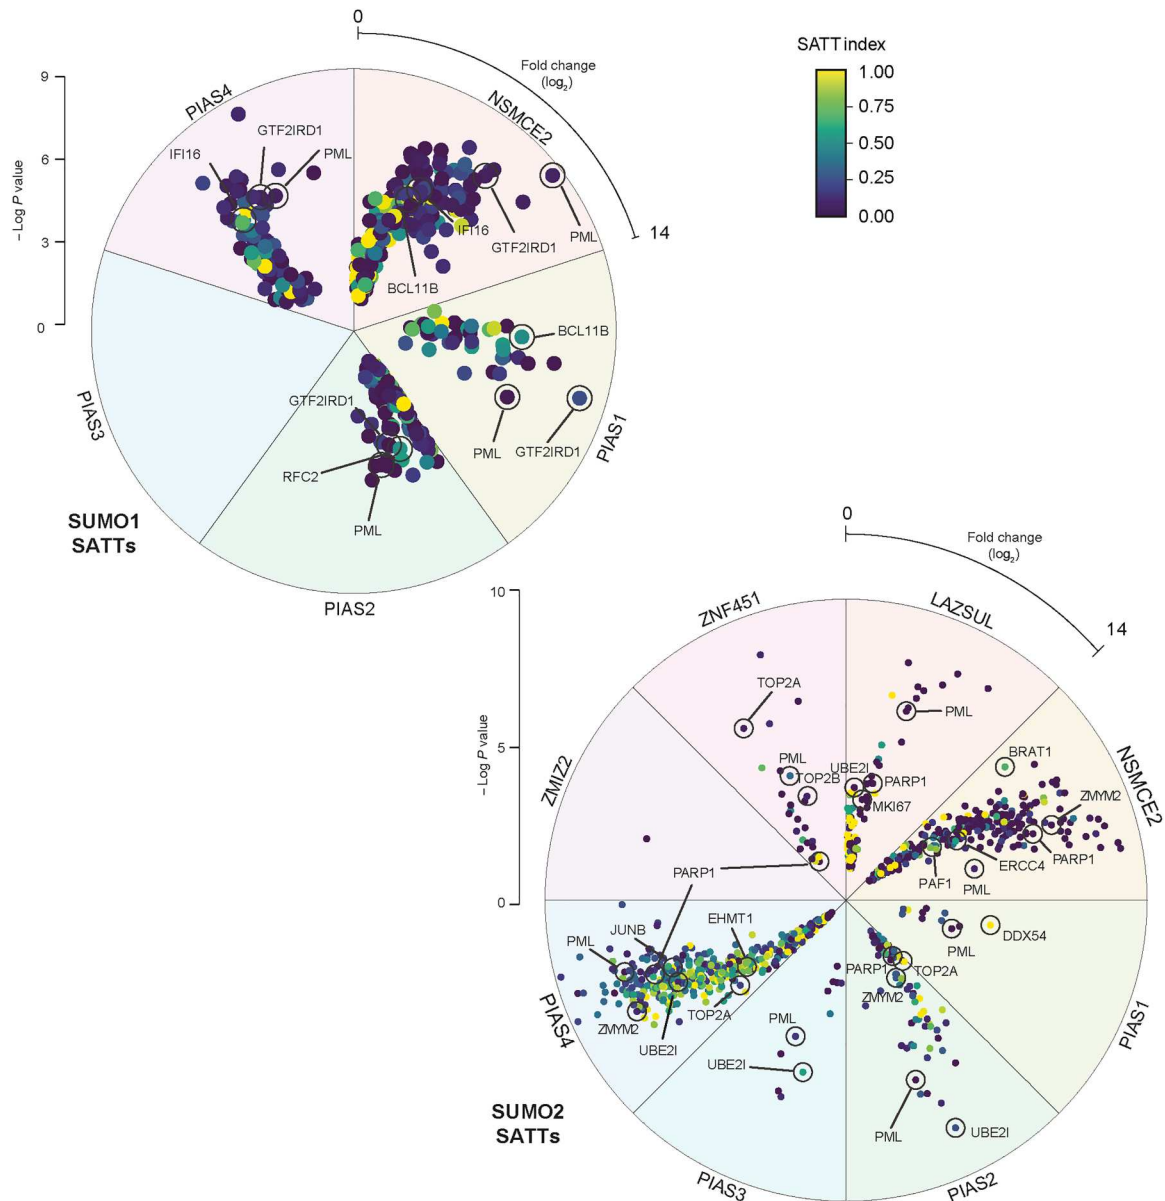 0
Fold change
(log2)
14
SATT index
1.00
0.75
0.50
0.25
0.00
9
6
3
0
– Log P value
PIAS4
NSMCE2
GTF2IRD1
IFI16
PML
IFI16
GTF2IRD1
PML
BCL11B
BCL11B
PML
GTF2IRD1
PIAS1
PIAS3
GTF2IRD1
RFC2
PML
PIAS2
SUMO1
SATTs
0
Fold change
(log2)
14
10
5
0
– Log P value
ZNF451
LAZSUL
TOP2A
PML
PML
TOP2B
UBE2I
PARP1
MKI67
BRAT1
NSMCE2
ZMYM2
PARP1
ERCC4
PAF1
PML
ZMIZ2
PARP1
EHMT1
JUNB
PML
ZMYM2
UBE2I
TOP2A
PIAS4
PML
DDX54
PARP1
TOP2A
ZMYM2
PIAS1
PML
UBE2I
PML
UBE2I
PIAS3
PIAS2
SUMO2
SATTs